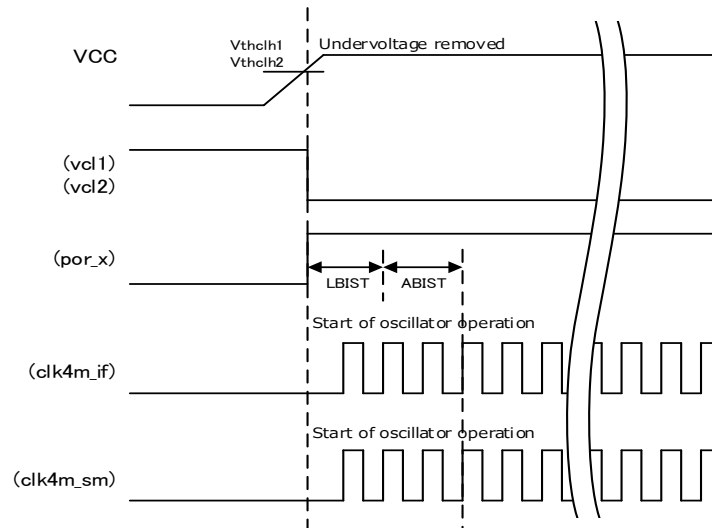 Vthclh1 Undervoltage removed
VCC
Vthclh2
(vcl1)
(vcl2)
(por_x)
LBIST ABIST
Start of oscillator operation
(clk4m_if)
Start of oscillator operation
(clk4m_sm)